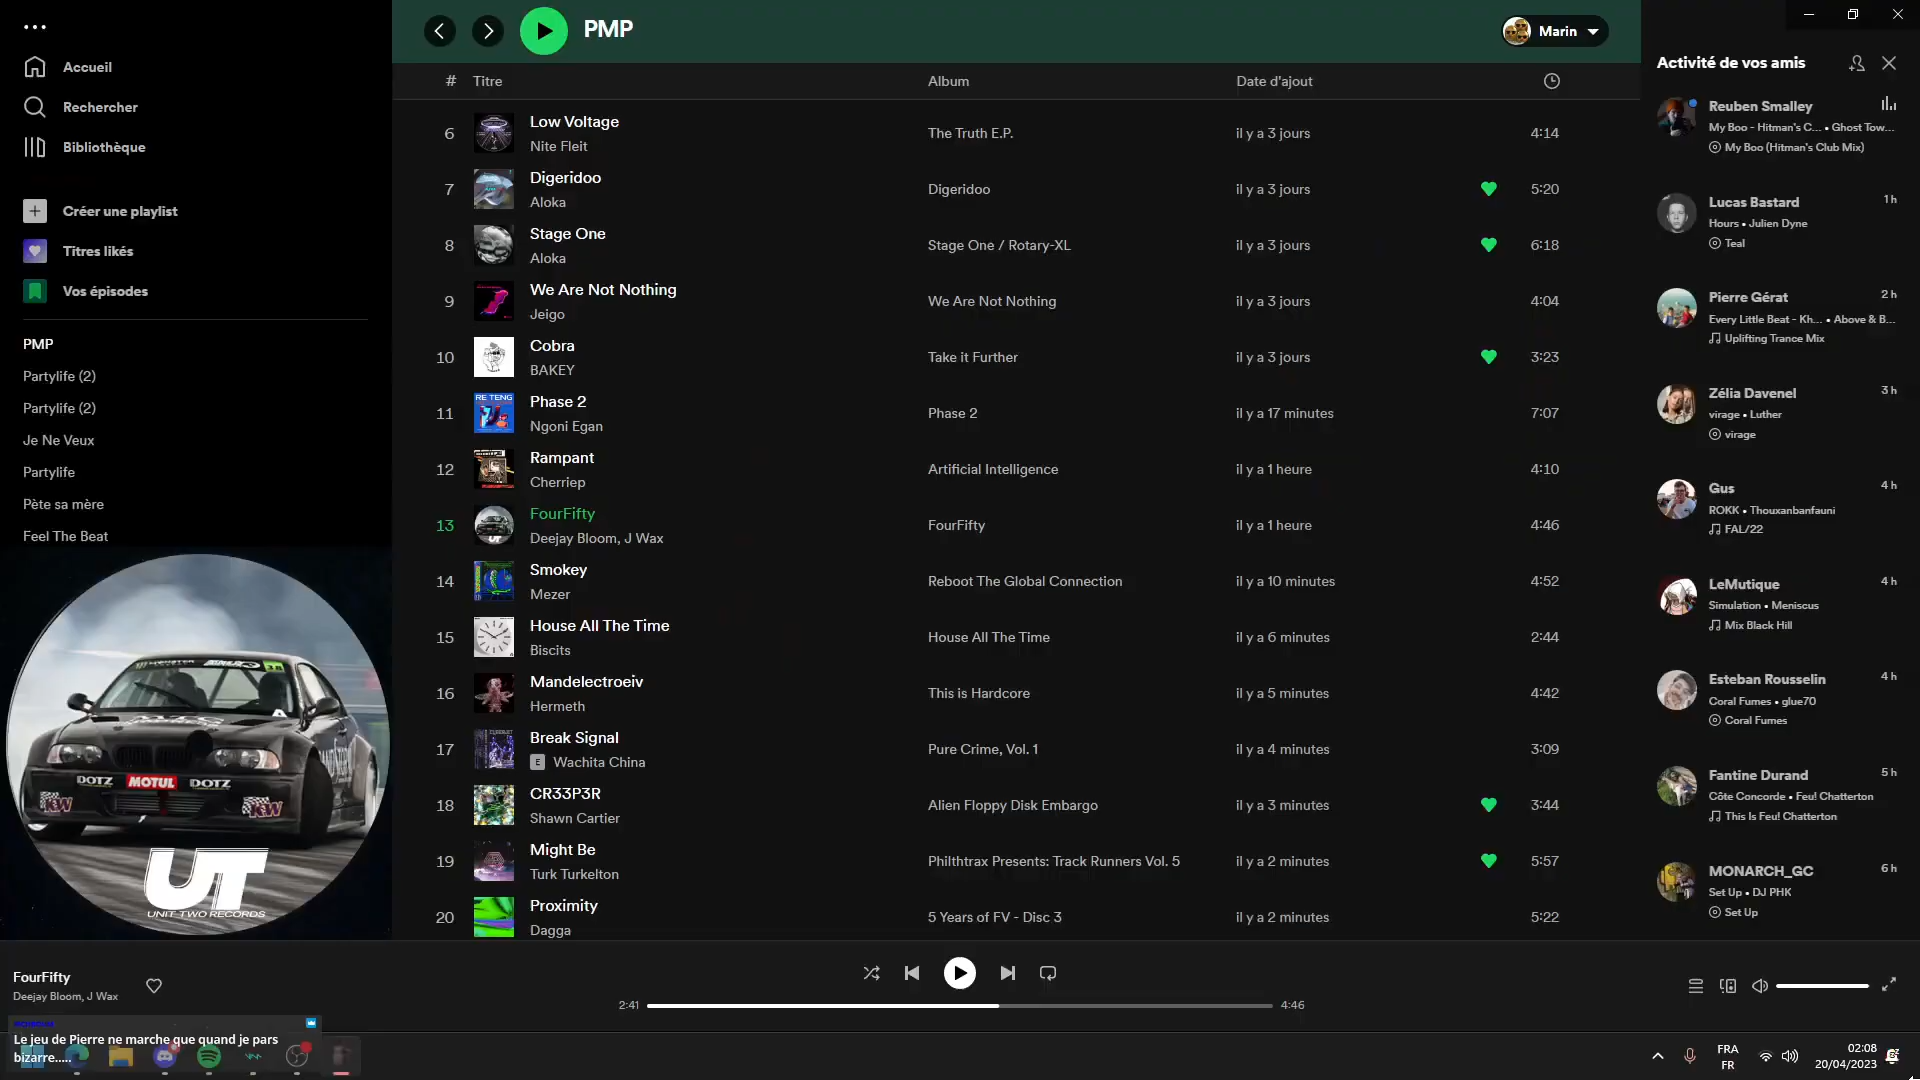 Accueil
Rechercher
Bibliothèque
Créer une playlist
Titres likés
Vos épisodes
PMP
Partylife (2)
Partylife (2)
Je Ne Veux
Partylife
Pète sa mère
Feel The Beat
DOTZ MOTUL DOTZ
KW KW
UT
UNIT TWO RECORDS
PMP
Marin
# Titre Album Date d'ajout
6 Low Voltage The Truth E.P. il y a 3 jours 4:14
Nite Fleit
7 Digeridoo Digeridoo il y a 3 jours 5:20
Aloka
8 Stage One Stage One / Rotary-XL il y a 3 jours 6:18
Aloka
9 We Are Not Nothing We Are Not Nothing il y a 3 jours 4:04
Jeigo
10 Cobra Take it Further il y a 3 jours 3:23
BAKEY
RE TENG
11 Phase 2 Phase 2 il y a 17 minutes 7:07
Ngoni Egan
12 Rampant Artificial Intelligence il y a 1 heure 4:10
Cherriep
13 FourFifty FourFifty il y a 1 heure 4:46
Deejay Bloom, J Wax
14 Smokey Reboot The Global Connection il y a 10 minutes 4:52
Mezer
15 House All The Time House All The Time il y a 6 minutes 2:44
Biscits
16 Mandelectroeiv This is Hardcore il y a 5 minutes 4:42
Hermeth
17 Break Signal Pure Crime, Vol. 1 il y a 4 minutes 3:09
E Wachita China
18 CR33P3R Alien Floppy Disk Embargo il y a 3 minutes 3:44
Shawn Cartier
19 Might Be Philthtrax Presents: Track Runners Vol. 5 il y a 2 minutes 5:57
Turk Turkelton
20 Proximity 5 Years of FV - Disc 3 il y a 2 minutes 5:22
Dagga
Activité de vos amis
Reuben Smalley
My Boo - Hitman's C... • Ghost Tow...
My Boo (Hitman's Club Mix)
Lucas Bastard 1 h
Hours • Julien Dyne
Teal
Pierre Gérat 2 h
Every Little Beat - Kh... • Above & B...
Uplifting Trance Mix
Zélia Davenel 3 h
virage • Luther
virage
Gus 4 h
ROKK • Thouxanbanfauni
FAL/22
LeMutique 4 h
Simulation • Meniscus
Mix Black Hill
Esteban Rousselin 4 h
Coral Fumes • glue70
Coral Fumes
Fantine Durand 5 h
Côte Concorde • Feu! Chatterton
This Is Feu! Chatterton
MONARCH_GC 6 h
Set Up • DJ PHK
Set Up
FourFifty
Deejay Bloom, J Wax
2:41 4:46
Le jeu de Pierre ne marche que quand je pars
bizarre.....
FRA
FR
02:08
20/04/2023